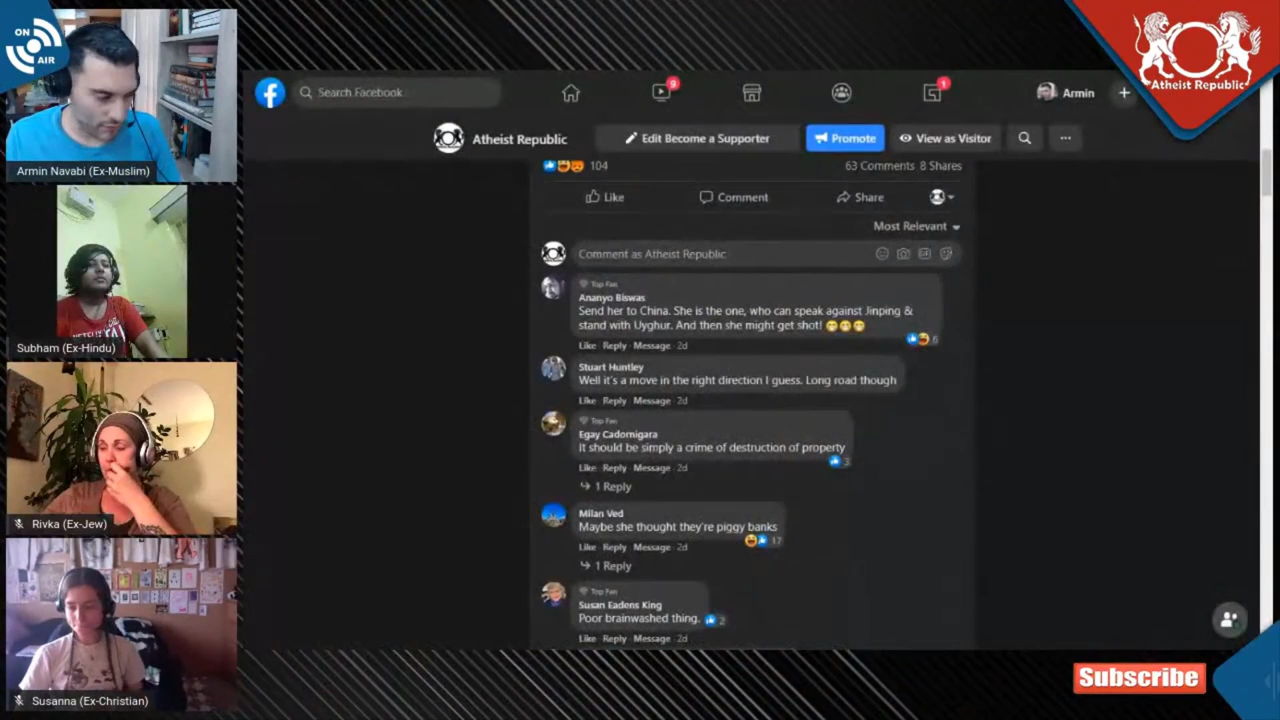 ON
AIR
Armin Navabi (Ex-Muslim)
Subham (Ex-Hindu)
Rivka (Ex-Jew)
Susanna (Ex-Christian)
Search Facebook
9
1
Armin
Atheist Republic
Atheist Republic
Edit Become a Supporter
Promote
View as Visitor
104
63 Comments 8 Shares
Like
Comment
Share
Most Relevant
Comment as Atheist Republic
GIF
Top Fan
Ananyo Biswas
Send her to China. She is the one, who can speak against Jinping &
stand with Uyghur. And then she might get shot! 😁😁😁
6
Like Reply Message 2d
Stuart Huntley
Well it's a move in the right direction I guess. Long road though
Like Reply Message 2d
Top Fan
Egay Cadornigara
It should be simply a crime of destruction of property
3
Like Reply Message 2d
1 Reply
Milan Ved
Maybe she thought they're piggy banks
17
Like Reply Message 2d
1 Reply
Top Fan
Susan Eadens King
Poor brainwashed thing.
2
Like Reply Message 2d
Subscribe